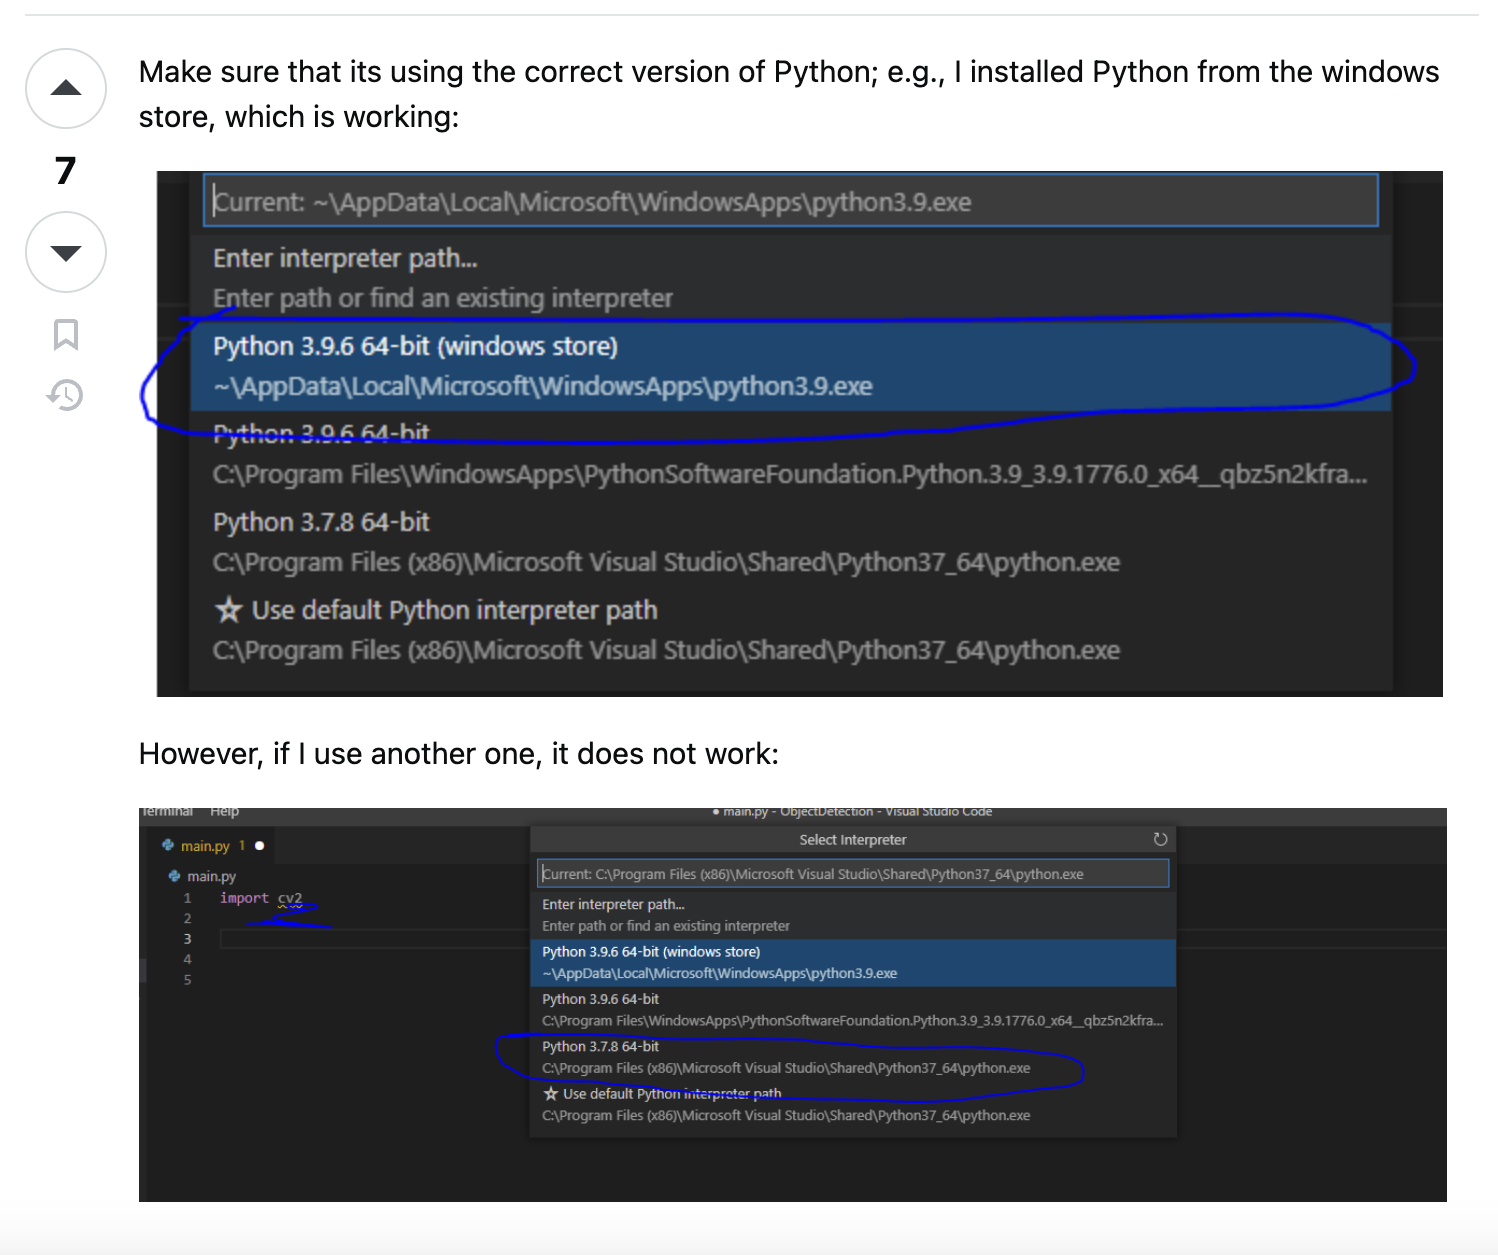 Make sure that its using the correct version of Python; e.g., I installed Python from the windows
store, which is working:
7
Current: ~\AppData\Local\Microsoft\WindowsApps\python3.9.exe
Enter interpreter path...
Enter path or find an existing interpreter
Python 3.9.6 64-bit (windows store)
~\AppData\Local\Microsoft\WindowsApps\python3.9.exe
Python 3.9.6 64-bit
C:\Program Files\WindowsApps\PythonSoftwareFoundation.Python.3.9_3.9.1776.0_x64__qbz5n2kfra...
Python 3.7.8 64-bit
C:\Program Files (x86)\Microsoft Visual Studio\Shared\Python37_64\python.exe
☆ Use default Python interpreter path
C:\Program Files (x86)\Microsoft Visual Studio\Shared\Python37_64\python.exe
However, if I use another one, it does not work:
Terminal Help
● main.py - ObjectDetection - Visual Studio Code
main.py 1 ●
main.py
1 import cv2
2
3
4
5
Select Interpreter
Current: C:\Program Files (x86)\Microsoft Visual Studio\Shared\Python37_64\python.exe
Enter interpreter path...
Enter path or find an existing interpreter
Python 3.9.6 64-bit (windows store)
~\AppData\Local\Microsoft\WindowsApps\python3.9.exe
Python 3.9.6 64-bit
C:\Program Files\WindowsApps\PythonSoftwareFoundation.Python.3.9_3.9.1776.0_x64__qbz5n2kfra...
Python 3.7.8 64-bit
C:\Program Files (x86)\Microsoft Visual Studio\Shared\Python37_64\python.exe
☆ Use default Python interpreter path
C:\Program Files (x86)\Microsoft Visual Studio\Shared\Python37_64\python.exe